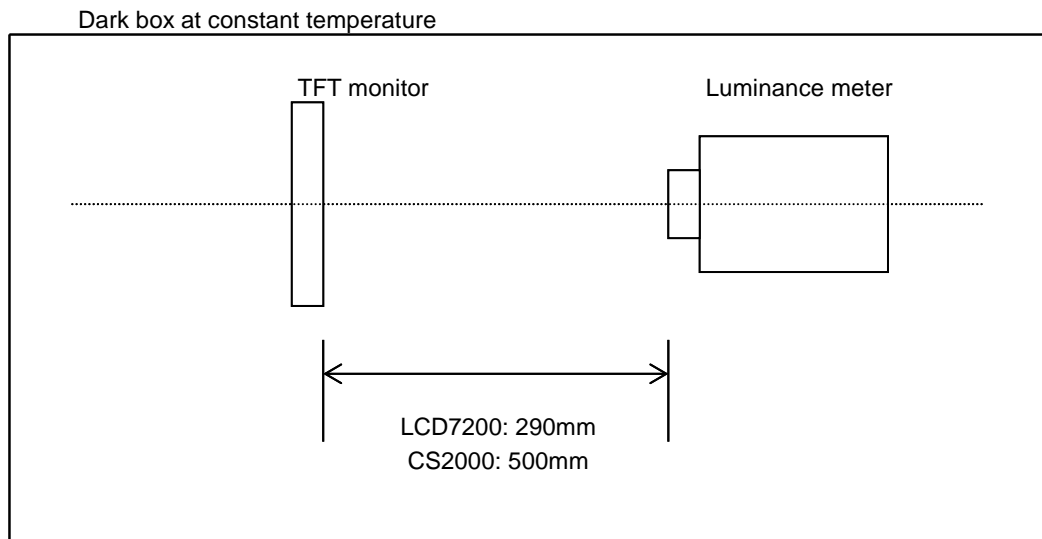 Dark box at constant temperature
TFT monitor
Luminance meter
LCD7200: 290mm
CS2000: 500mm